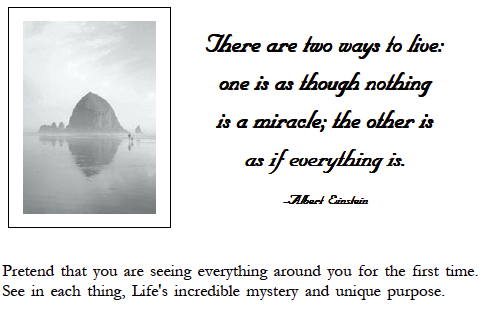 There are two ways to live:
one is as though nothing
is a miracle; the other is
as if everything is.
-Albert Einstein
Pretend that you are seeing everything around you for the first time.
See in each thing, Life's incredible mystery and unique purpose.